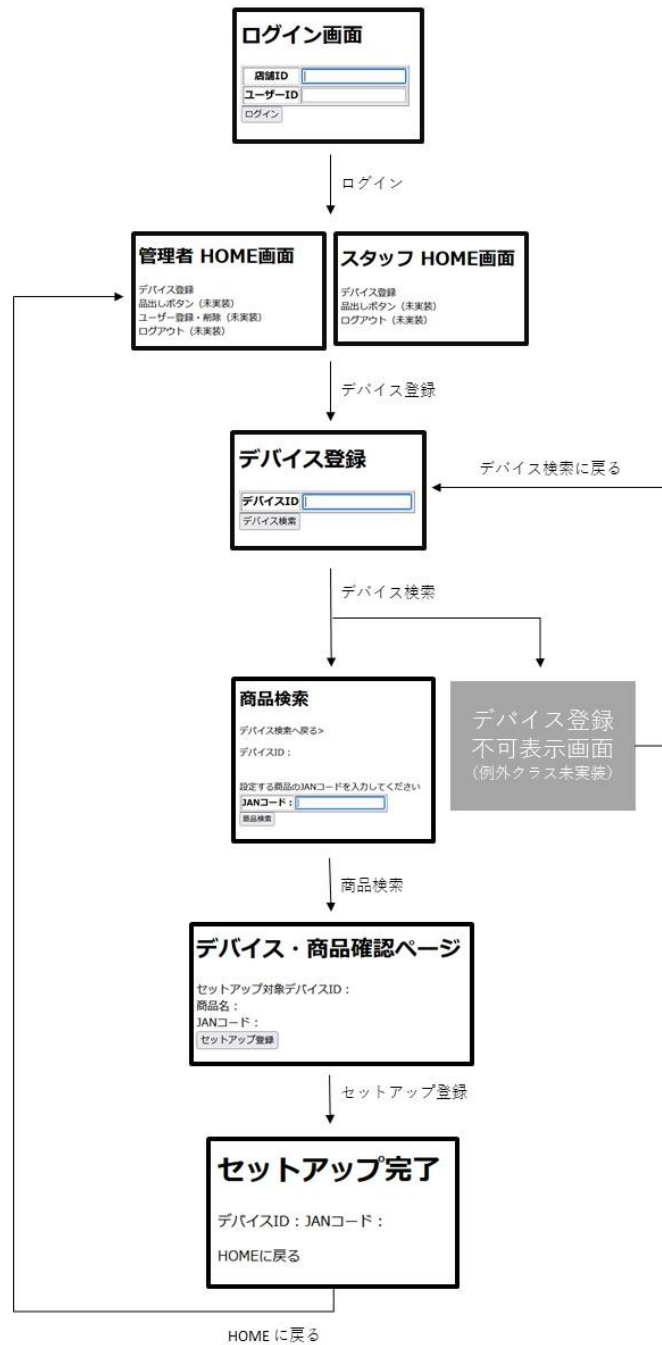 ログイン画面
店舗ID
ユーザーID
ログイン
ログイン
管理者 HOME画面
デバイス登録
品出しボタン（未実装）
ユーザー登録・削除（未実装）
ログアウト（未実装）
スタッフ HOME画面
デバイス登録
品出しボタン（未実装）
ログアウト（未実装）
デバイス登録
デバイス登録
デバイスID
デバイス検索
デバイス検索に戻る
デバイス検索
商品検索
デバイス検索へ戻る>
デバイスID：
設定する商品のJANコードを入力してください
JANコード：
商品検索
デバイス登録
不可表示画面
（例外クラス未実装）
商品検索
デバイス・商品確認ページ
セットアップ対象デバイスID：
商品名：
JANコード：
セットアップ登録
セットアップ登録
セットアップ完了
デバイスID：JANコード：
HOMEに戻る
HOME に戻る